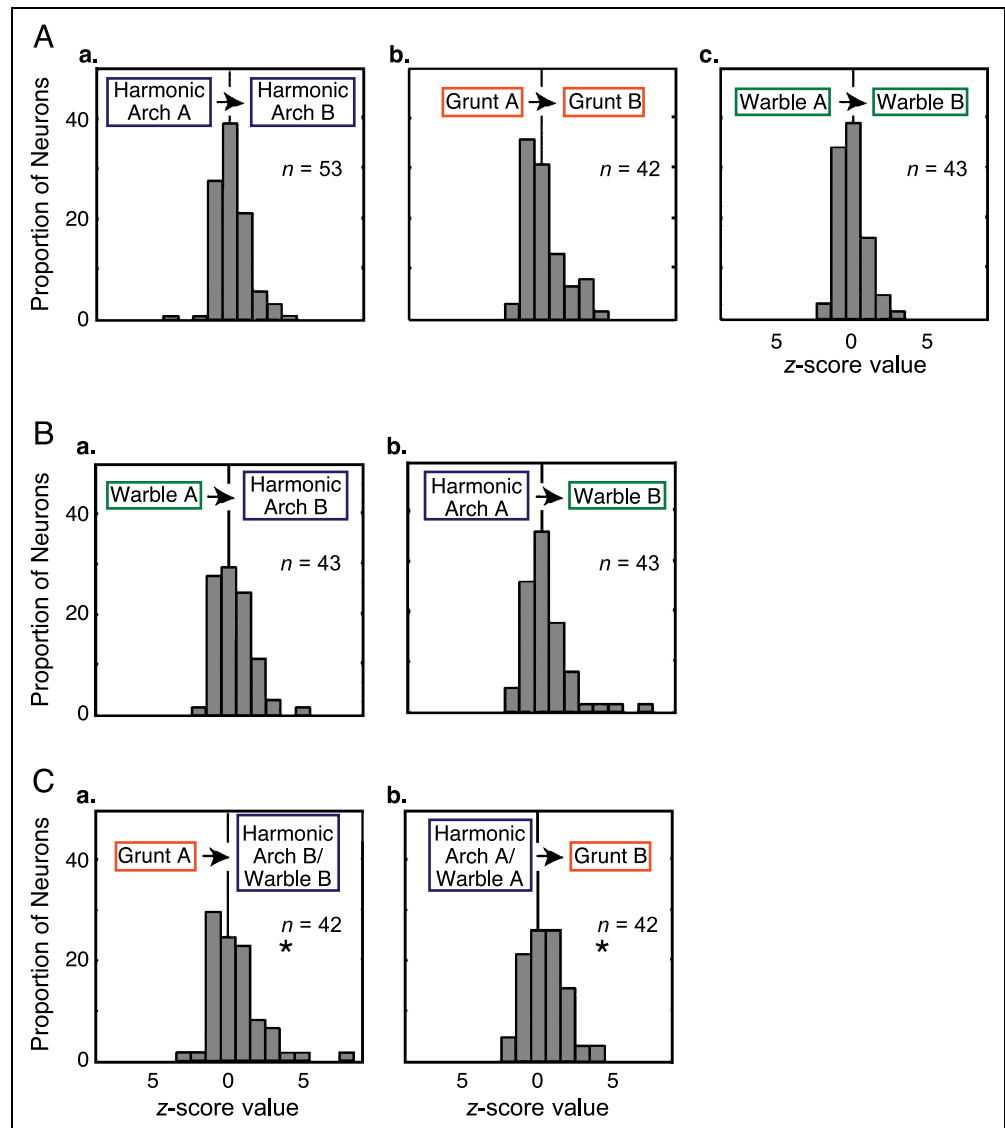 A
a.
Harmonic Arch A
Harmonic Arch B
n = 53
b.
Grunt A
Grunt B
n = 42
c.
Warble A
Warble B
n = 43
Proportion of Neurons
40
20
0
5 0 5
z-score value
B
a.
Warble A
Harmonic Arch B
n = 43
b.
Harmonic Arch A
Warble B
n = 43
Proportion of Neurons
40
20
0
C
a.
Grunt A
Harmonic Arch B/ Warble B
n = 42
*
b.
Harmonic Arch A/ Warble A
Grunt B
n = 42
*
Proportion of Neurons
40
20
0
5 0 5
z-score value
5 0 5
z-score value